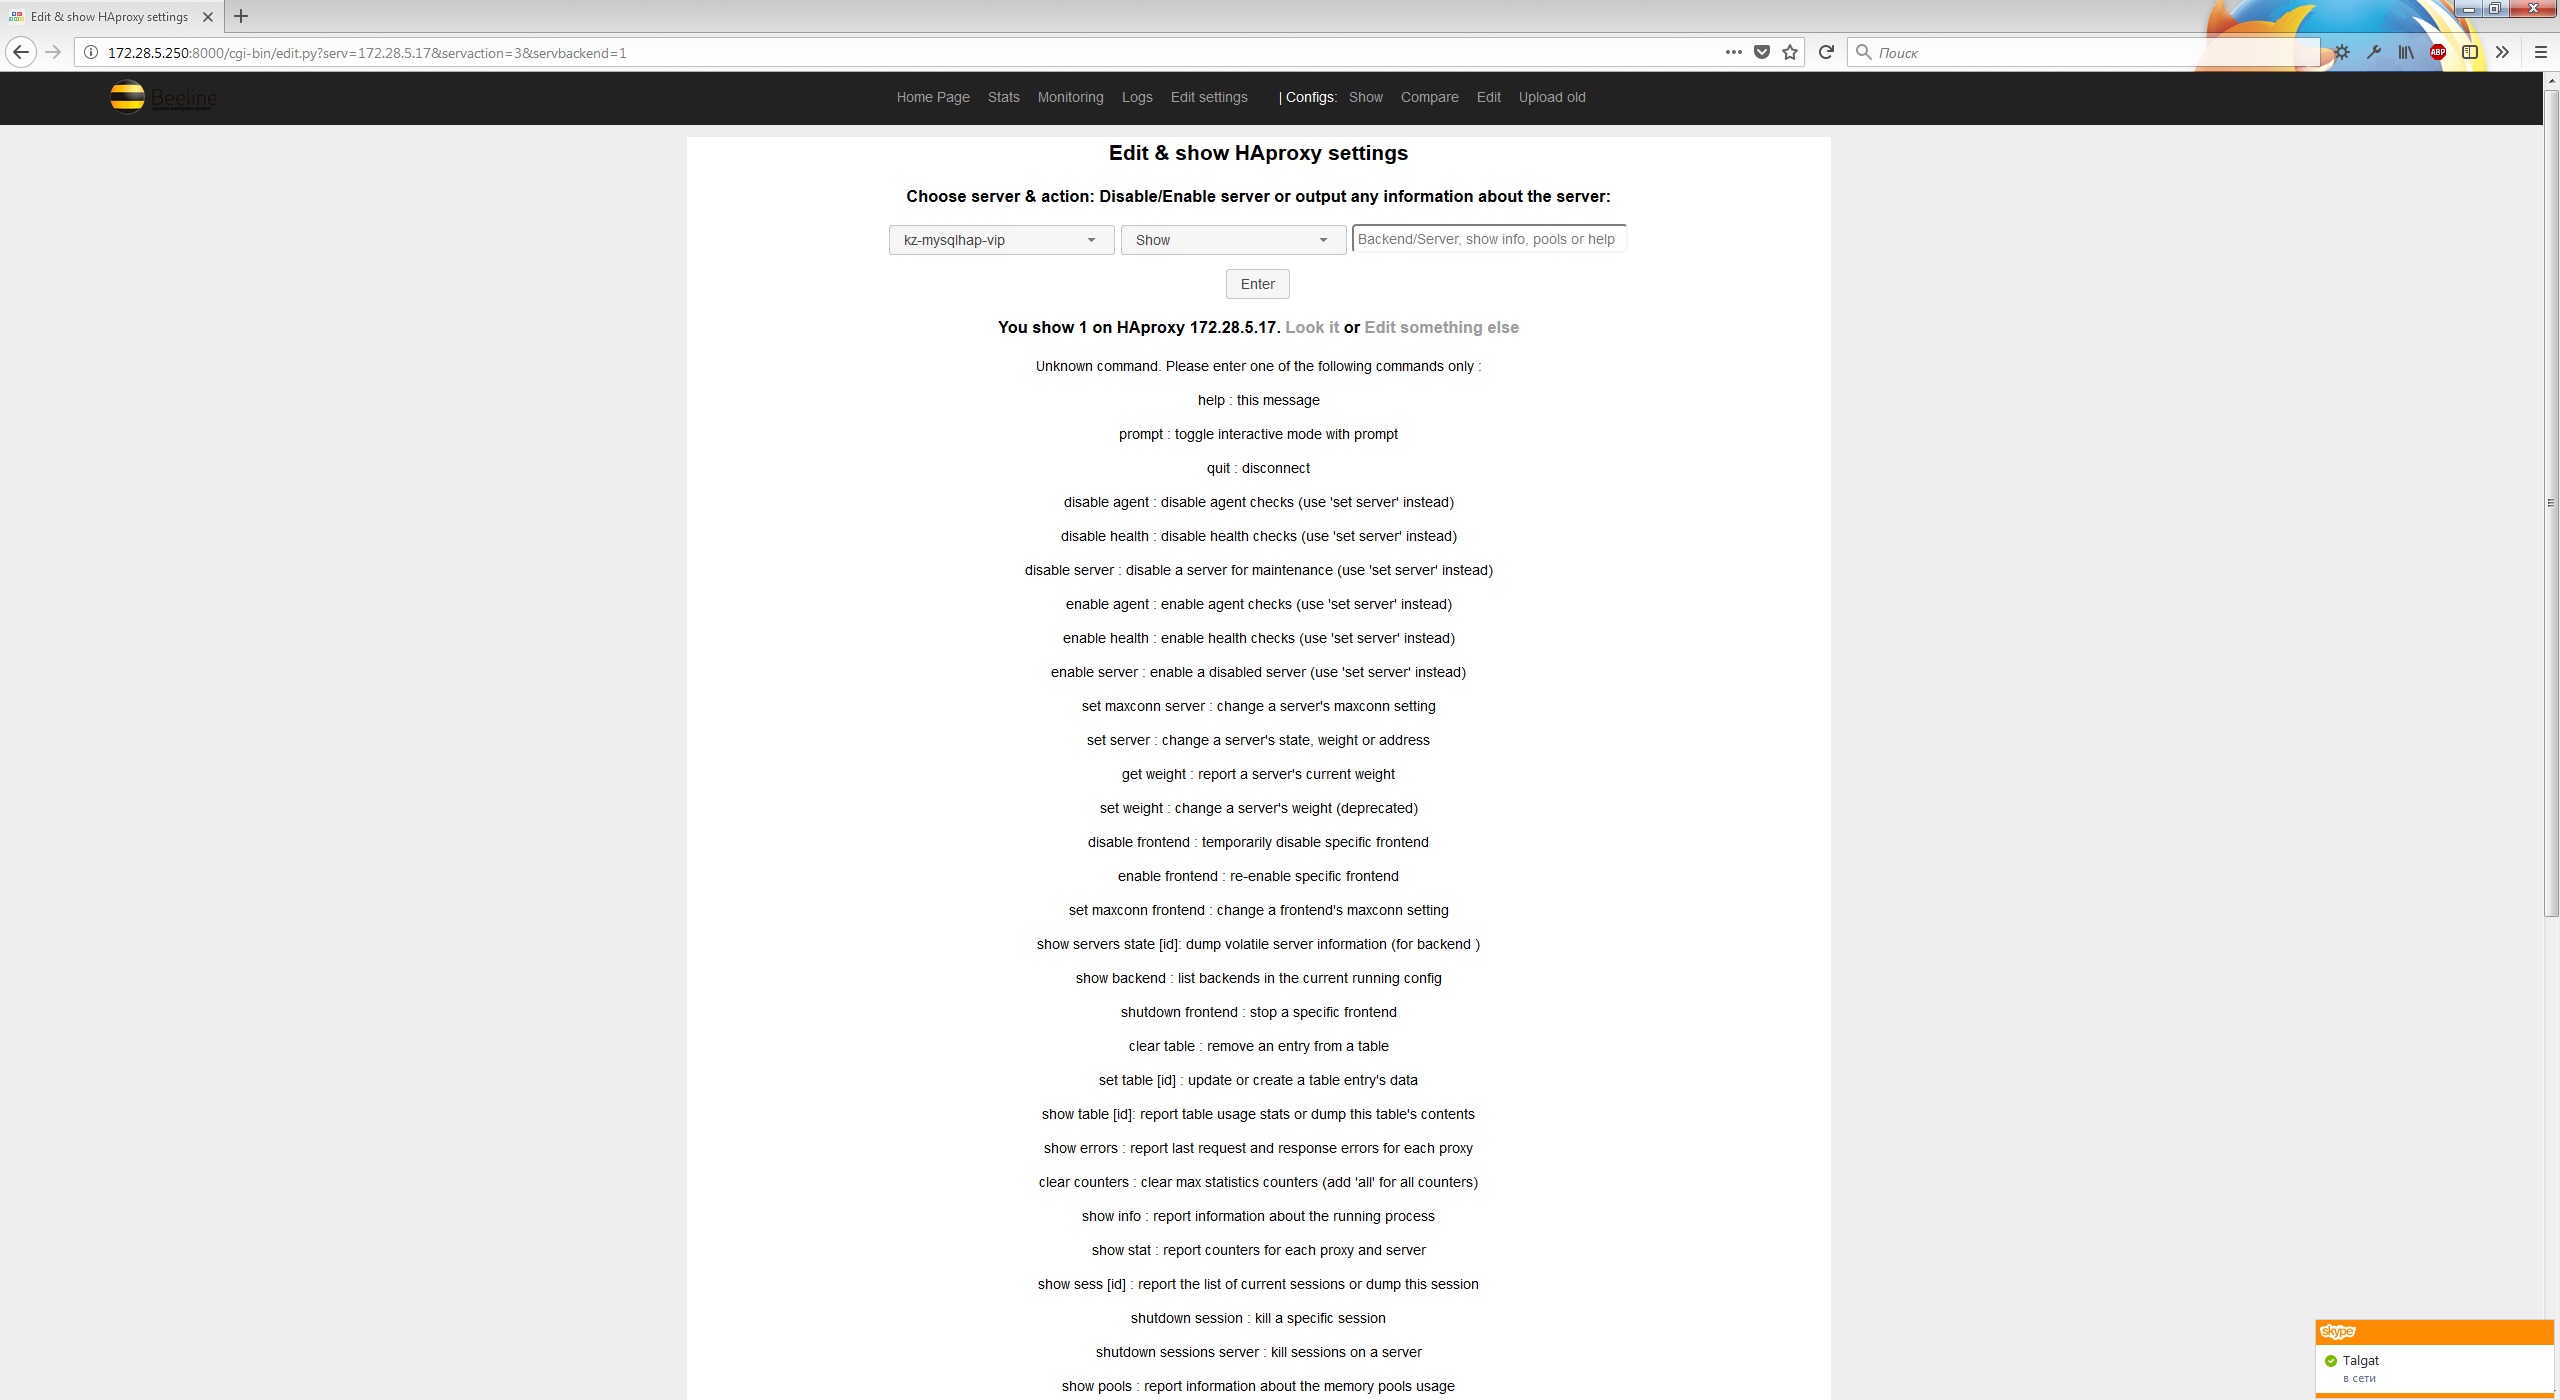 Edit & show HAproxy settings
172.28.5.250:8000/cgi-bin/edit.py?serv=172.28.5.17&servaction=3&servbackend=1
Поиск
ABP
Beeline
Home Page Stats Monitoring Logs Edit settings | Configs: Show Compare Edit Upload old
Edit & show HAproxy settings
Choose server & action: Disable/Enable server or output any information about the server:
kz-mysqlhap-vip Show Backend/Server, show info, pools or help
Enter
You show 1 on HAproxy 172.28.5.17. Look it or Edit something else
Unknown command. Please enter one of the following commands only :
help : this message
prompt : toggle interactive mode with prompt
quit : disconnect
disable agent : disable agent checks (use 'set server' instead)
disable health : disable health checks (use 'set server' instead)
disable server : disable a server for maintenance (use 'set server' instead)
enable agent : enable agent checks (use 'set server' instead)
enable health : enable health checks (use 'set server' instead)
enable server : enable a disabled server (use 'set server' instead)
set maxconn server : change a server's maxconn setting
set server : change a server's state, weight or address
get weight : report a server's current weight
set weight : change a server's weight (deprecated)
disable frontend : temporarily disable specific frontend
enable frontend : re-enable specific frontend
set maxconn frontend : change a frontend's maxconn setting
show servers state [id]: dump volatile server information (for backend )
show backend : list backends in the current running config
shutdown frontend : stop a specific frontend
clear table : remove an entry from a table
set table [id] : update or create a table entry's data
show table [id]: report table usage stats or dump this table's contents
show errors : report last request and response errors for each proxy
clear counters : clear max statistics counters (add 'all' for all counters)
show info : report information about the running process
show stat : report counters for each proxy and server
show sess [id] : report the list of current sessions or dump this session
shutdown session : kill a specific session
shutdown sessions server : kill sessions on a server
show pools : report information about the memory pools usage
skype
Talgat
в сети